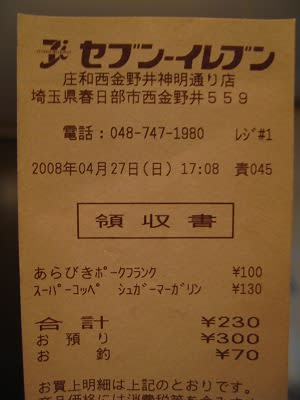 セブン-イレブン
庄和西金野井神明通り店
埼玉県春日部市西金野井559
電話:048-747-1980 ﾚｼﾞ#1
2008年04月27日(日) 17:08 責045
領収書
あらびきﾎﾟｰｸフランク ¥100
ｽｰﾊﾟｰｺｯﾍﾟ ｼｭｶﾞｰﾏｰｶﾞﾘﾝ ¥130
合計 ¥230
お預り ¥300
お釣 ¥70
お買上明細は上記のとおりです。